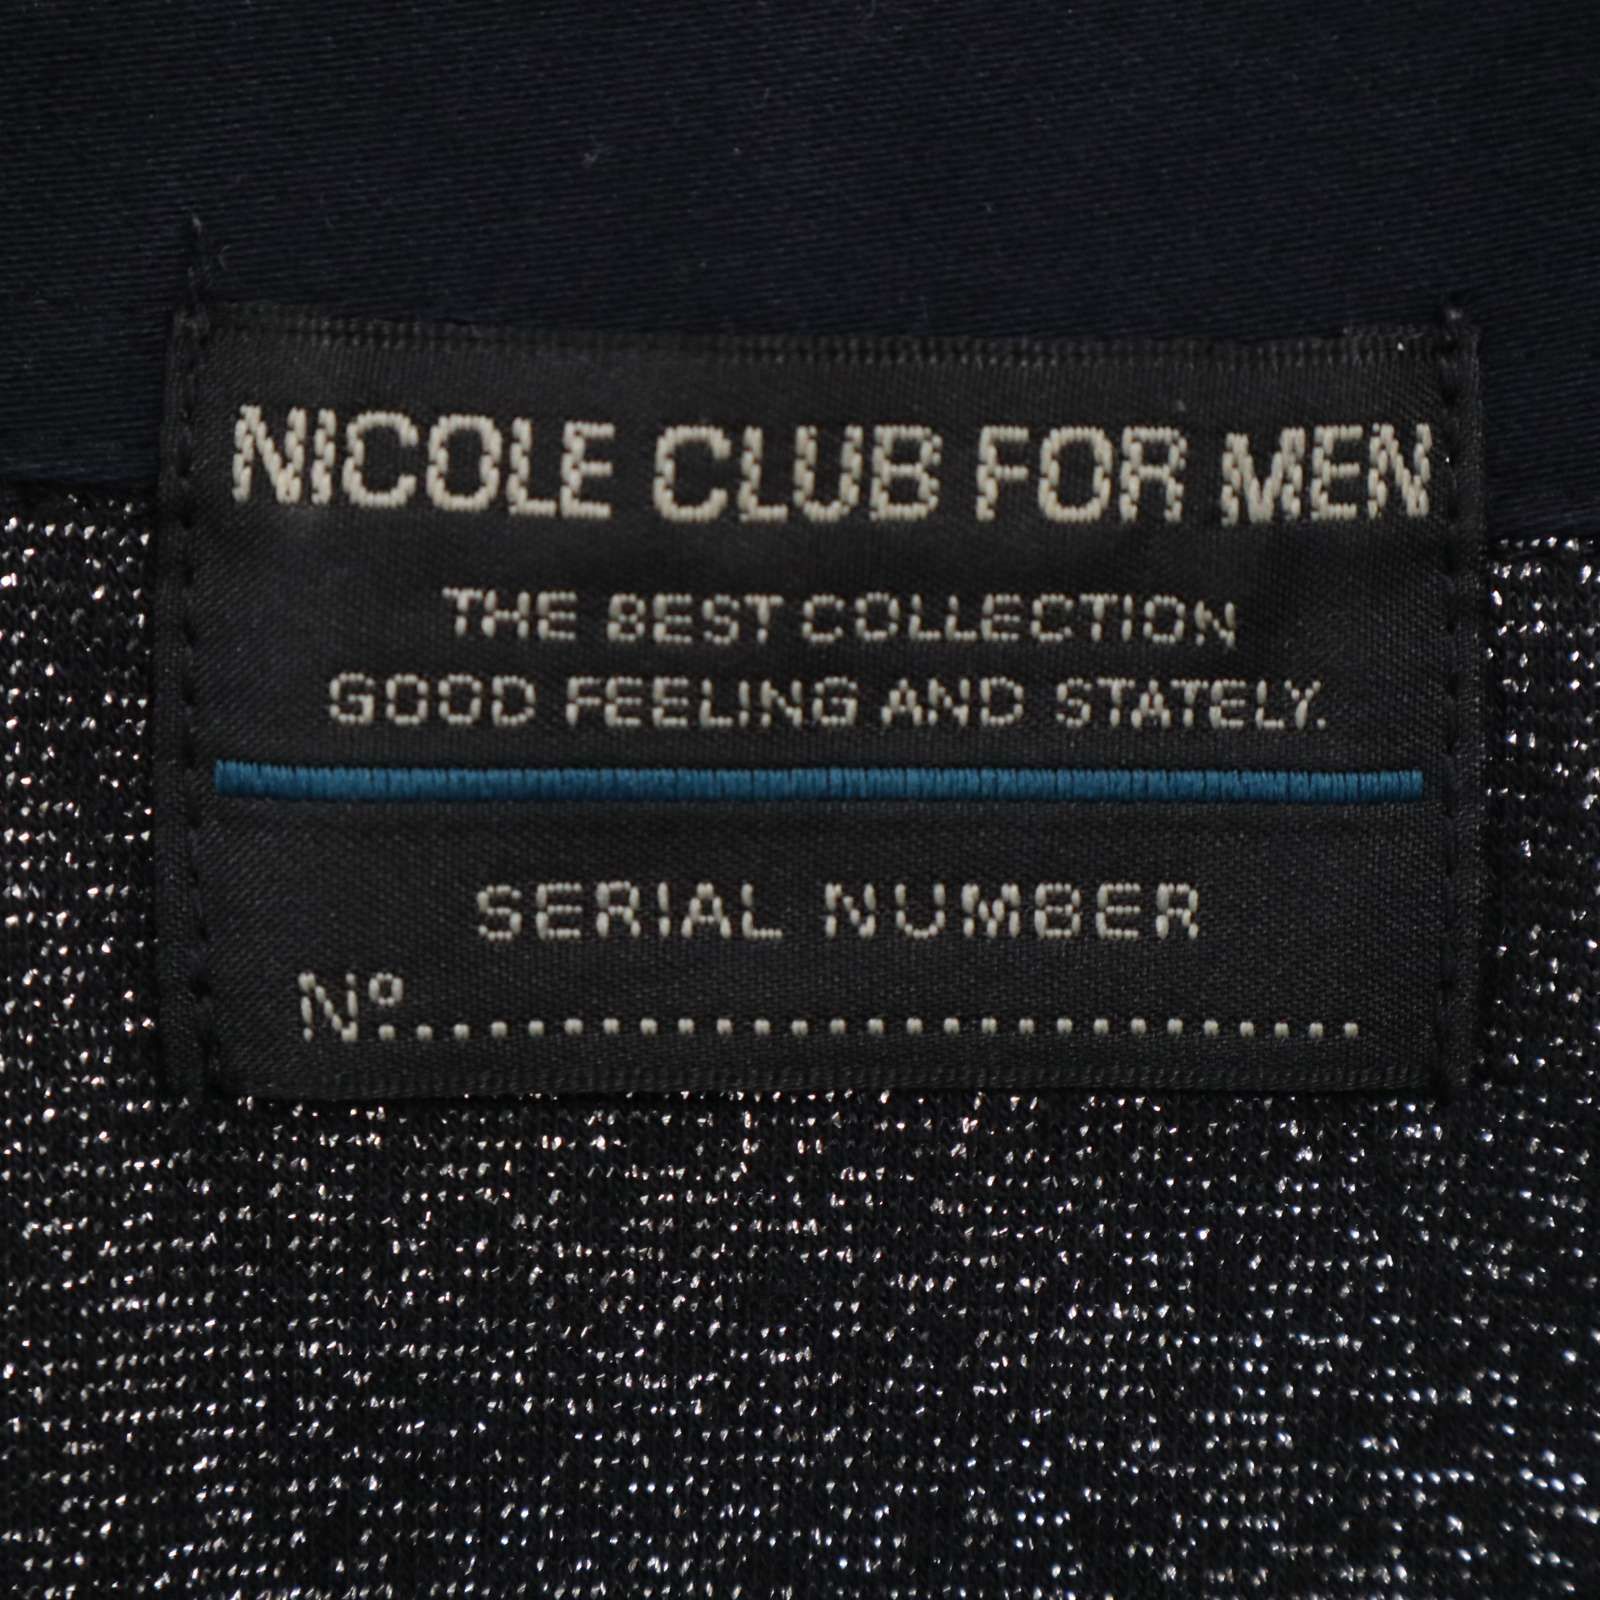 NICOLE CLUB FOR MEN
THE BEST COLLECTION
GOOD FEELING AND STATELY.
SERIAL NUMBER
Nº............................